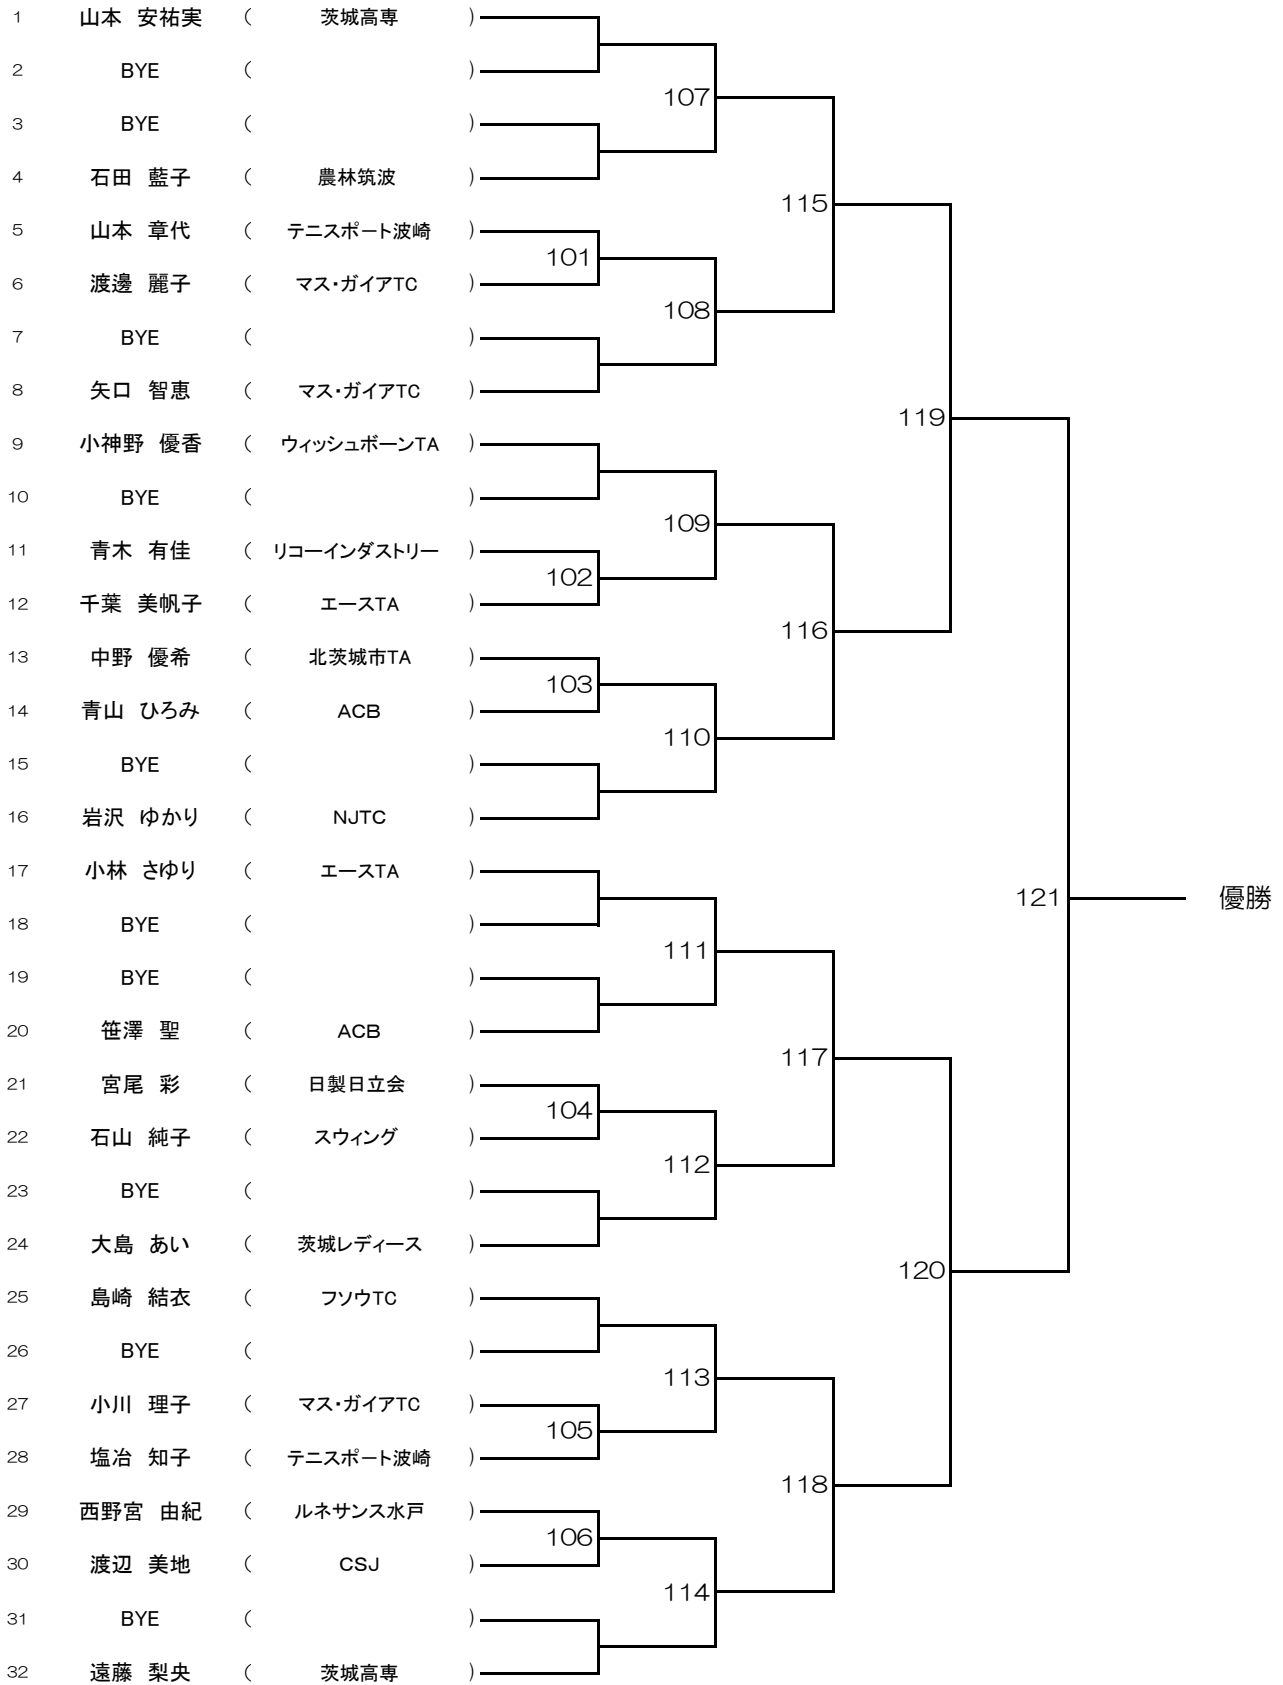 1 山本 安祐実 ( 茨城高専 )
2 BYE ( )
107
3 BYE ( )
4 石田 藍子 ( 農林筑波 )
115
5 山本 章代 ( テニスポート波崎 )
101
6 渡邊 麗子 ( マス・ガイアTC )
108
7 BYE ( )
8 矢口 智恵 ( マス・ガイアTC )
119
9 小神野 優香 ( ウィッシュボーンTA )
10 BYE ( )
109
11 青木 有佳 ( リコーインダストリー )
102
12 千葉 美帆子 ( エースTA )
116
13 中野 優希 ( 北茨城市TA )
103
14 青山 ひろみ ( ACB )
110
15 BYE ( )
16 岩沢 ゆかり ( NJTC )
17 小林 さゆり ( エースTA )
121 優勝
18 BYE ( )
111
19 BYE ( )
20 笹澤 聖 ( ACB )
117
21 宮尾 彩 ( 日製日立会 )
104
22 石山 純子 ( スウィング )
112
23 BYE ( )
24 大島 あい ( 茨城レディース )
120
25 島崎 結衣 ( フソウTC )
26 BYE ( )
113
27 小川 理子 ( マス・ガイアTC )
105
28 塩冶 知子 ( テニスポート波崎 )
118
29 西野宮 由紀 ( ルネサンス水戸 )
106
30 渡辺 美地 ( CSJ )
114
31 BYE ( )
32 遠藤 梨央 ( 茨城高専 )